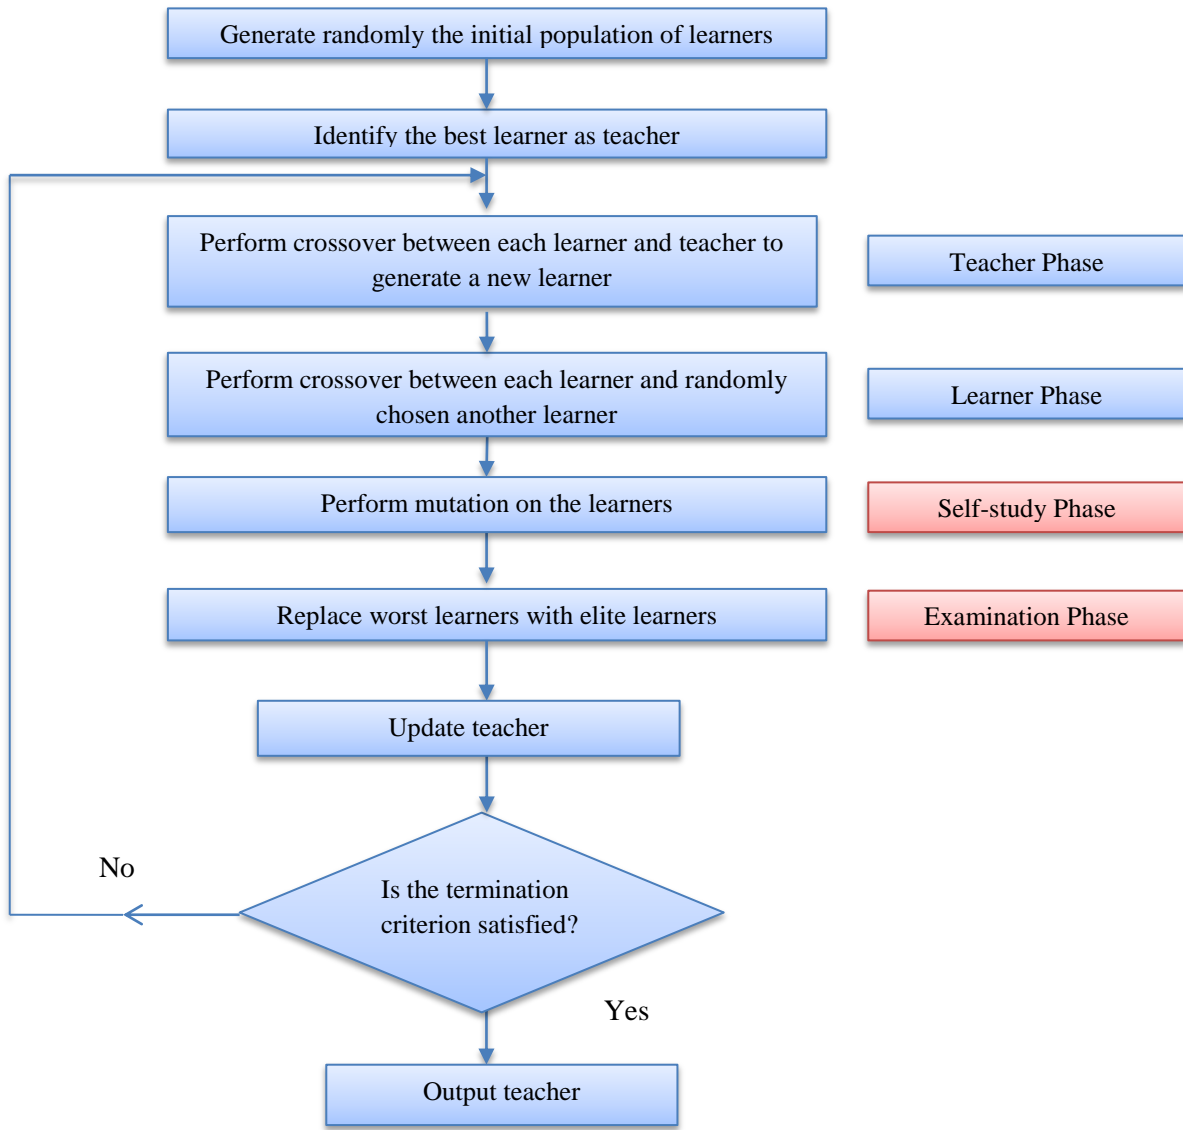 Generate randomly the initial population of learners
Identify the best learner as teacher
Perform crossover between each learner and teacher to
generate a new learner
Teacher Phase
Perform crossover between each learner and randomly
chosen another learner
Learner Phase
Perform mutation on the learners
Self-study Phase
Replace worst learners with elite learners
Examination Phase
Update teacher
No
Is the termination
criterion satisfied?
Yes
Output teacher